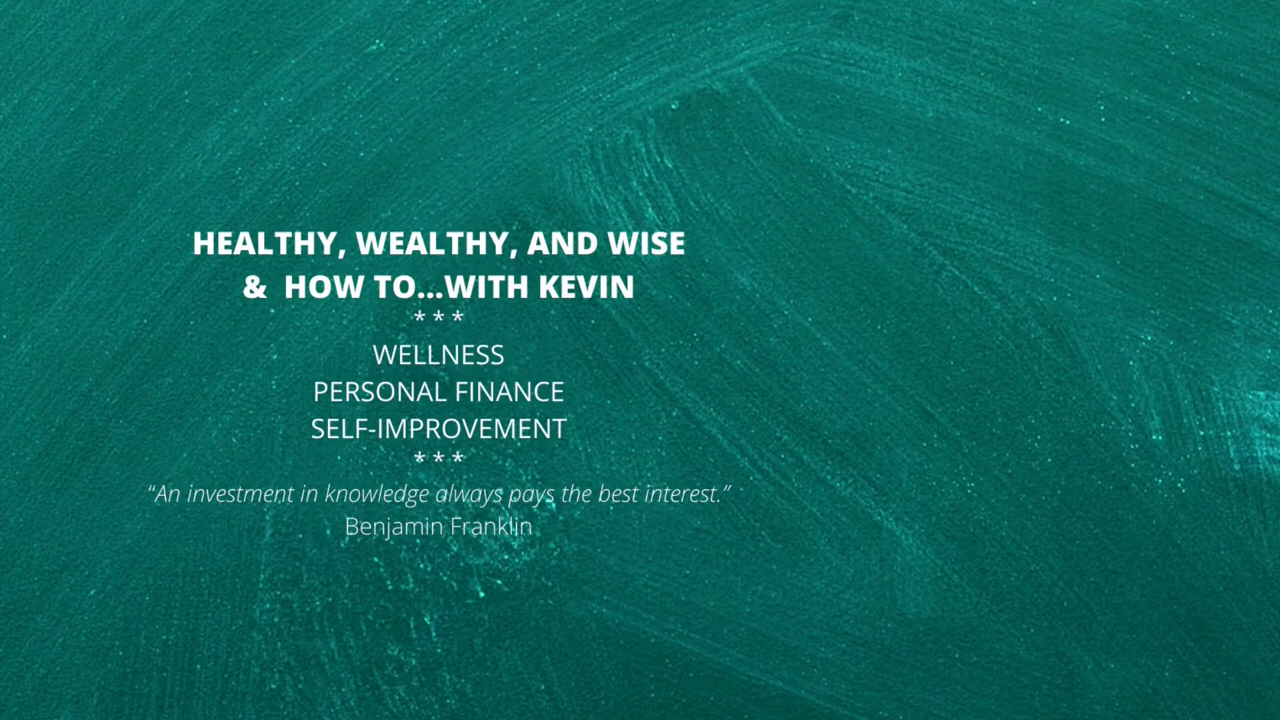 HEALTHY, WEALTHY, AND WISE
& HOW TO...WITH KEVIN
* * *
WELLNESS
PERSONAL FINANCE
SELF-IMPROVEMENT
* * *
“An investment in knowledge always pays the best interest.”
Benjamin Franklin